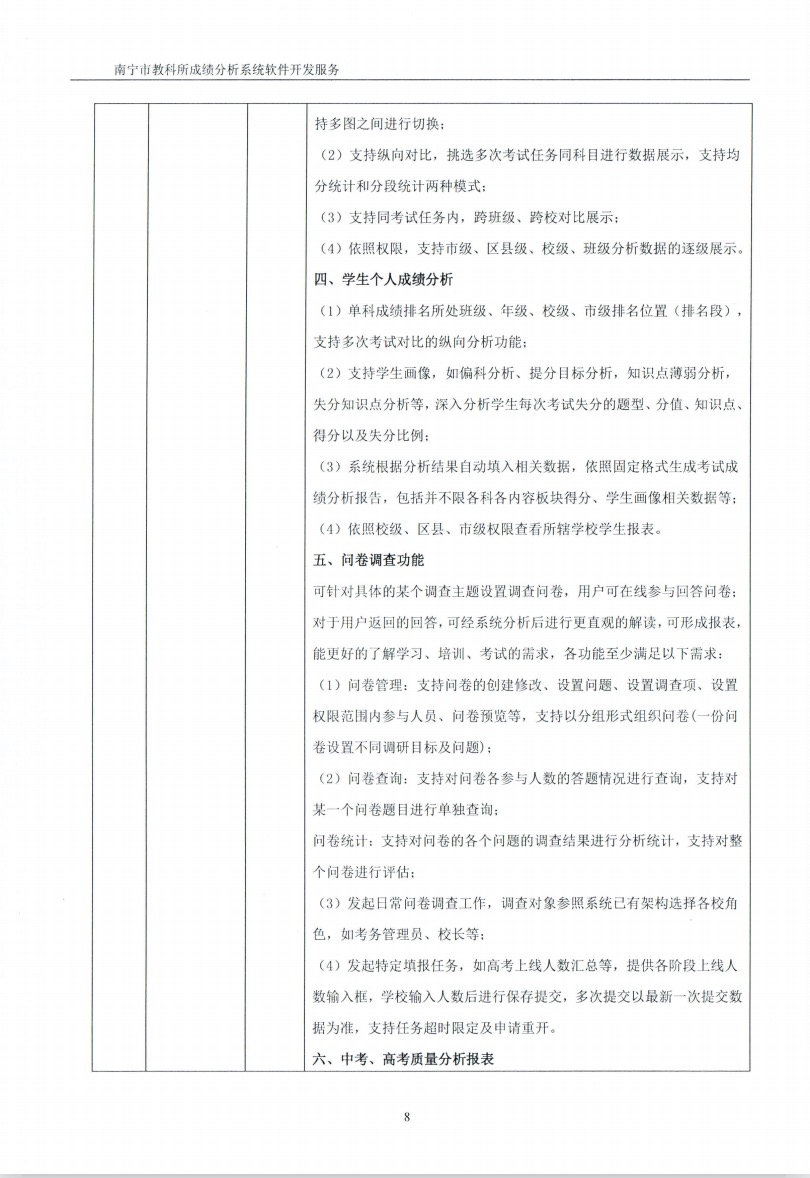 南宁市教科所成绩分析系统软件开发服务
持多图之间进行切换；
（2）支持纵向对比，挑选多次考试任务同科目进行数据展示，支持均
分统计和分段统计两种模式；
（3）支持同考试任务内，跨班级、跨校对比展示；
（4）依照权限，支持市级、区县级、校级、班级分析数据的逐级展示。
四、学生个人成绩分析
（1）单科成绩排名所处班级、年级、校级、市级排名位置（排名段），
支持多次考试对比的纵向分析功能；
（2）支持学生画像，如偏科分析、提分目标分析，知识点薄弱分析，
失分知识点分析等，深入分析学生每次考试失分的题型、分值、知识点、
得分以及失分比例；
（3）系统根据分析结果自动填入相关数据，依照固定格式生成考试成
绩分析报告，包括并不限各科各内容板块得分、学生画像相关数据等；
（4）依照校级、区县、市级权限查看所辖学校学生报表。
五、问卷调查功能
可针对具体的某个调查主题设置调查问卷，用户可在线参与回答问卷；
对于用户返回的回答，可经系统分析后进行更直观的解读，可形成报表，
能更好的了解学习、培训、考试的需求，各功能至少满足以下需求：
（1）问卷管理：支持问卷的创建修改、设置问题、设置调查项、设置
权限范围内参与人员、问卷预览等，支持以分组形式组织问卷(一份问
卷设置不同调研目标及问题)；
（2）问卷查询：支持对问卷各参与人数的答题情况进行查询，支持对
某一个问卷题目进行单独查询；
问卷统计：支持对问卷的各个问题的调查结果进行分析统计，支持对整
个问卷进行评估；
（3）发起日常问卷调查工作，调查对象参照系统已有架构选择各校角
色，如考务管理员、校长等；
（4）发起特定填报任务，如高考上线人数汇总等，提供各阶段上线人
数输入框，学校输入人数后进行保存提交，多次提交以最新一次提交数
据为准，支持任务超时限定及申请重开。
六、中考、高考质量分析报表
8